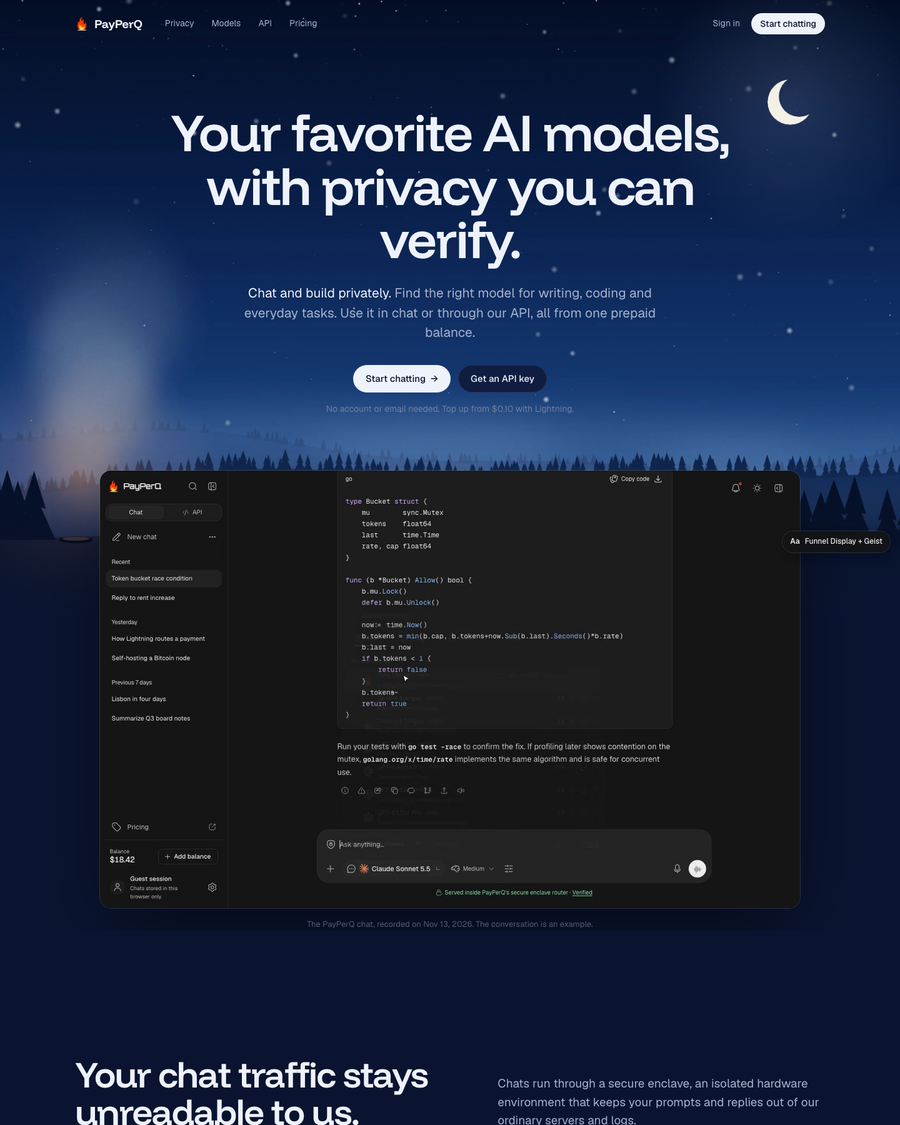 PayPerQ
Privacy
Models
API
Pricing
Sign in
Start chatting
Your favorite AI models,
with privacy you can
verify.
Chat and build privately. Find the right model for writing, coding and
everyday tasks. Use it in chat or through our API, all from one prepaid
balance.
Start chatting →
Get an API key
No account or email needed. Top up from $0.10 with Lightning.
PayPerQ
Chat
</> API
New chat
Recent
Token bucket race condition
Reply to rent increase
Yesterday
How Lightning routes a payment
Self-hosting a Bitcoin node
Previous 7 days
Lisbon in four days
Summarize Q3 board notes
Pricing
Balance
$18.42
+ Add balance
Guest session
Chats stored in this
browser only
go
Copy code
type Bucket struct {
mu sync.Mutex
tokens float64
last time.Time
rate, cap float64
}
func (b *Bucket) Allow() bool {
b.mu.Lock()
defer b.mu.Unlock()
now := time.Now()
b.tokens = min(b.cap, b.tokens+now.Sub(b.last).Seconds()*b.rate)
b.last = now
if b.tokens < 1 {
return false
}
b.tokens--
return true
}
Run your tests with go test -race to confirm the fix. If profiling later shows contention on the
mutex, golang.org/x/time/rate implements the same algorithm and is safe for concurrent
use.
Ask anything...
Claude Sonnet 5.5
Medium
Served inside PayPerQ's secure enclave router · Verified
Aa Funnel Display + Geist
The PayPerQ chat, recorded on Nov 13, 2026. The conversation is an example.
Your chat traffic stays
unreadable to us.
Chats run through a secure enclave, an isolated hardware
environment that keeps your prompts and replies out of our
ordinary servers and logs.